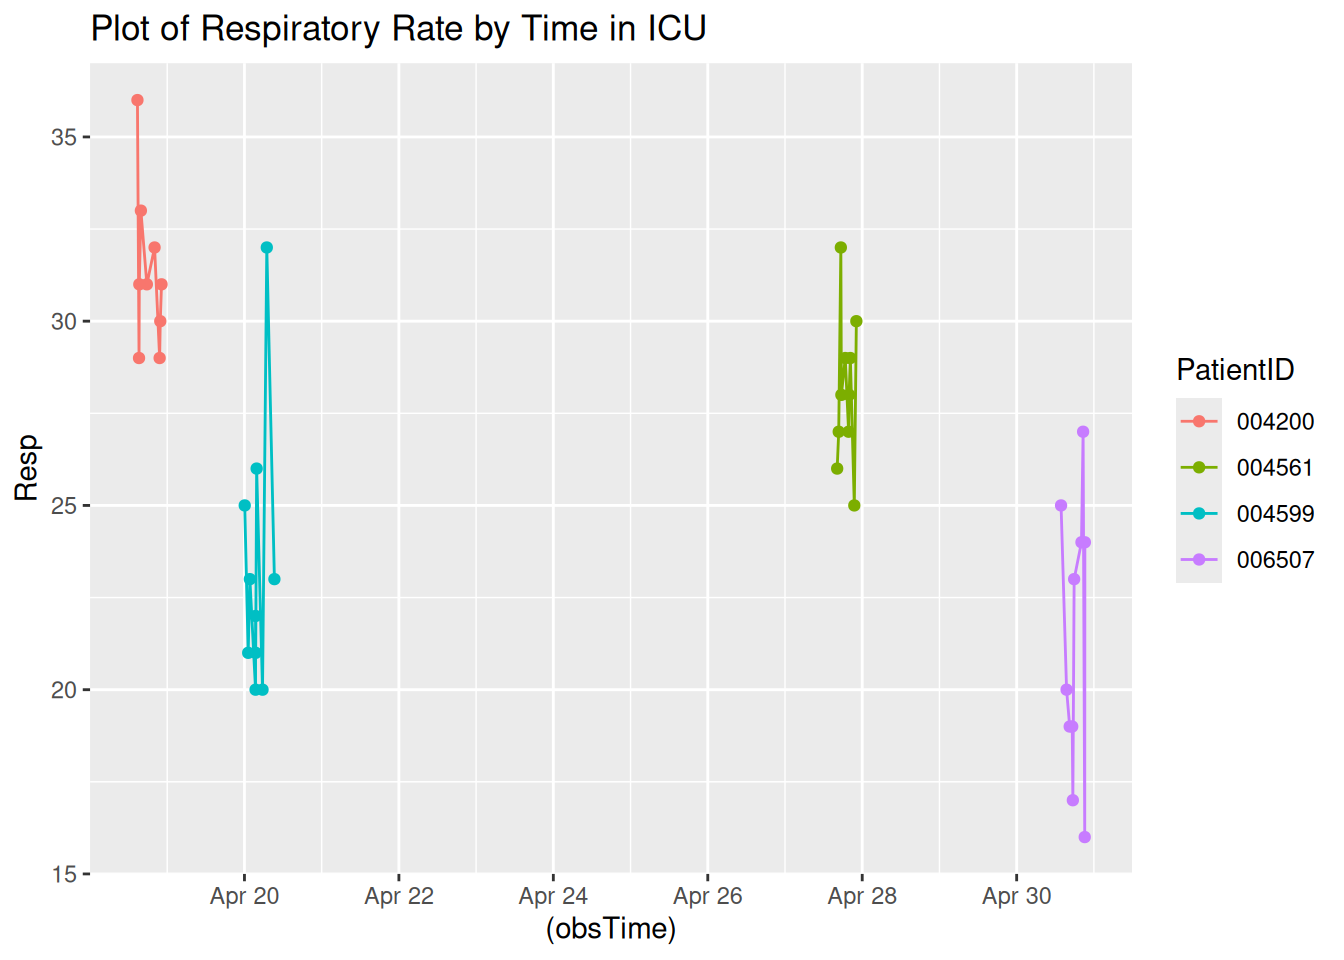 Plot of Respiratory Rate by Time in ICU
Resp
35
30
25
20
15
Apr 20 Apr 22 Apr 24 Apr 26 Apr 28 Apr 30
(obsTime)
PatientID
004200
004561
004599
006507